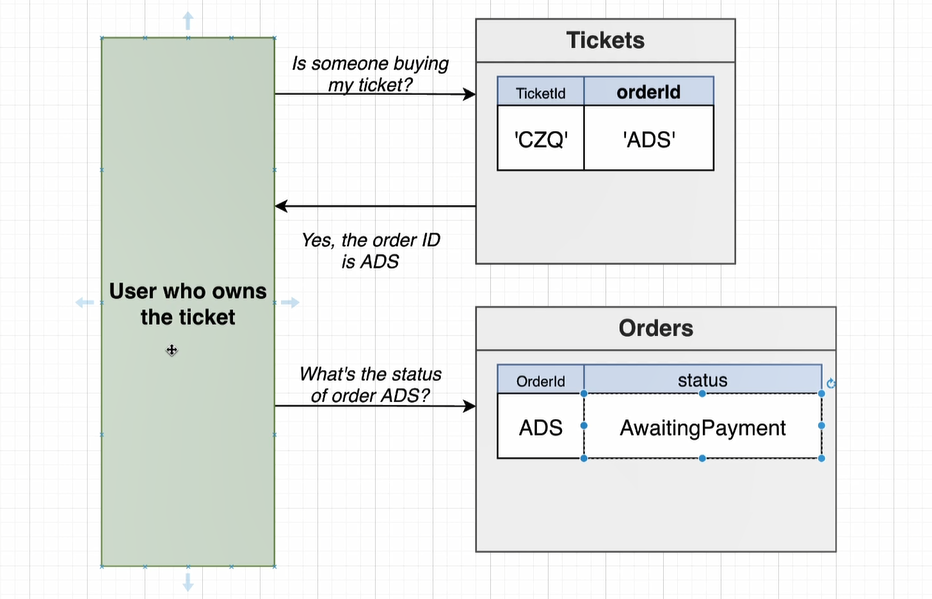 Tickets
Is someone buying
my ticket?
TicketId orderId
'CZQ' 'ADS'
Yes, the order ID
is ADS
User who owns
the ticket
Orders
What's the status
of order ADS?
OrderId status
ADS AwaitingPayment